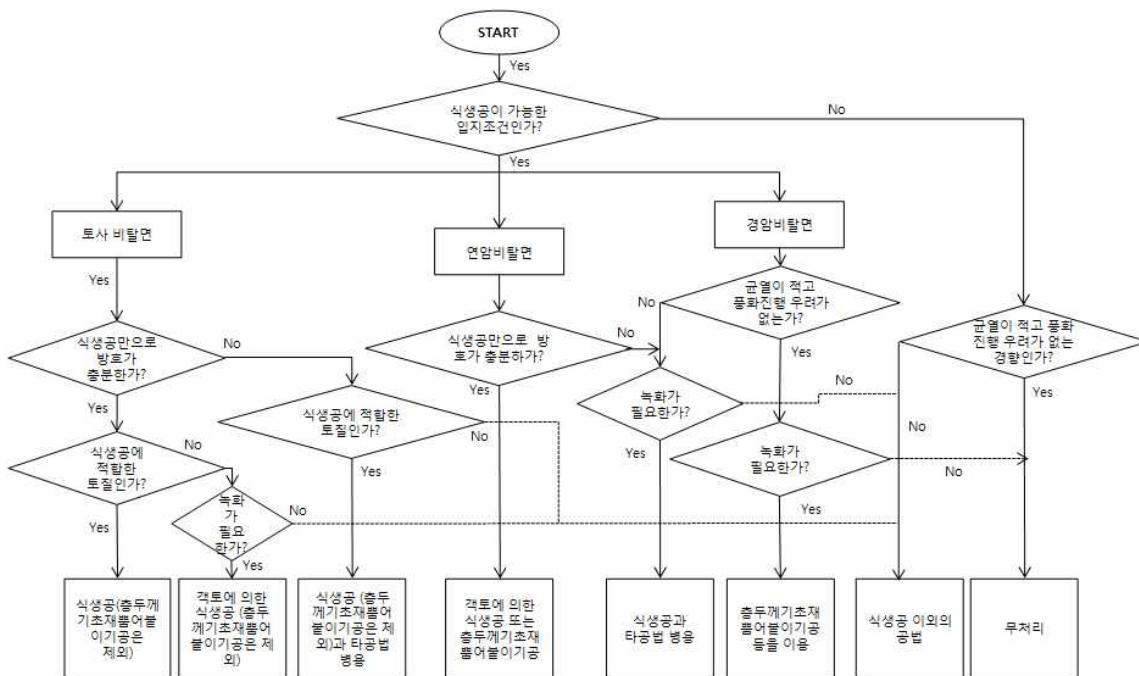 START
Yes
식생공이 가능한
입지조건인가?
No
Yes
토사 비탈면
연암비탈면
경암비탈면
Yes
균열이 적고
풍화진행 우려가
없는가?
No
식생공만으로
방호가
충분한가?
No
식생공만으로 방
호가 충분하가?
No
균열이 적고 풍화
진행 우려가 없는
경향인가?
Yes
Yes
Yes
Yes
녹화가
필요한가?
No
식생공에 적합한
토질인가?
No
No
식생공에
적합한
토질인가?
No
Yes
Yes
녹화가
필요한가?
No
녹화
가
필요
한가?
No
Yes
Yes
Yes
식생공(층두께
기초재뿜어붙
이기공은
제외)
객토에 의한
식생공 (층두
께기초재뿜어
붙이기공은 제
외)
식생공 (층두
께기초재뿜어
붙이기공은 제
외)과 타공법
병용
객토에 의한
식생공 또는
층두께기초재
뿜어붙이기공
식생공과
타공법 병용
층두께기초재
뿜어붙이기공
등을 이용
식생공 이외의
공법
무처리